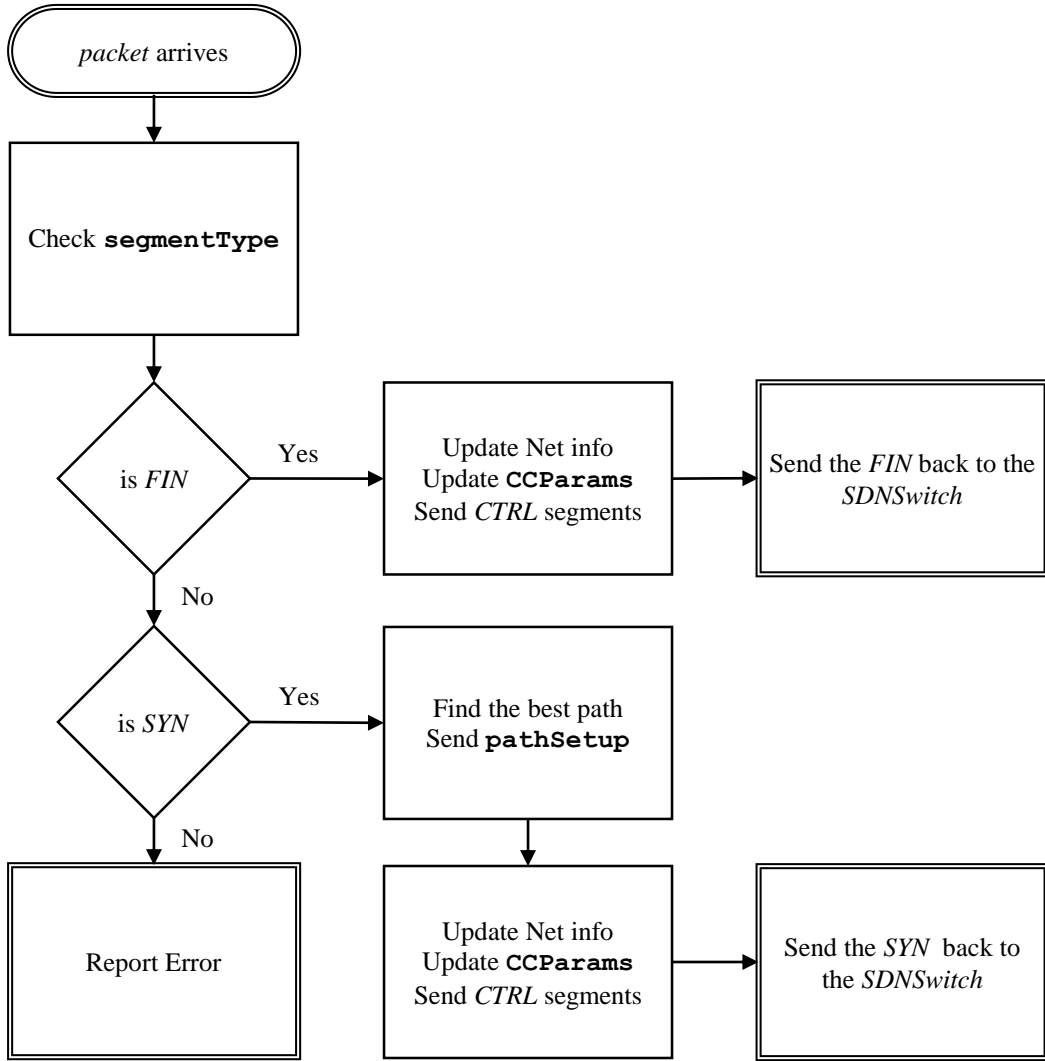 packet arrives
Check segmentType
is FIN
Yes
Update Net info
Update CCParams
Send CTRL segments
Send the FIN back to the
SDNSwitch
No
is SYN
Yes
Find the best path
Send pathSetup
No
Report Error
Update Net info
Update CCParams
Send CTRL segments
Send the SYN back to
the SDNSwitch